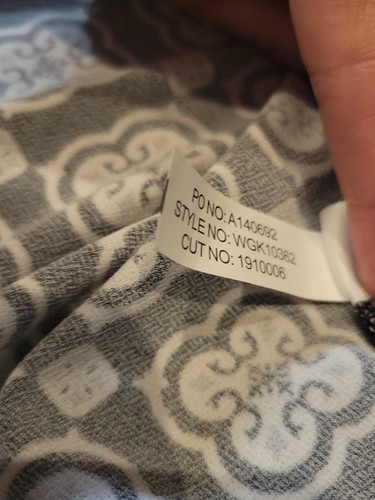 PO NO: A140692
STYLE NO: WGK10362
CUT NO: 1910006